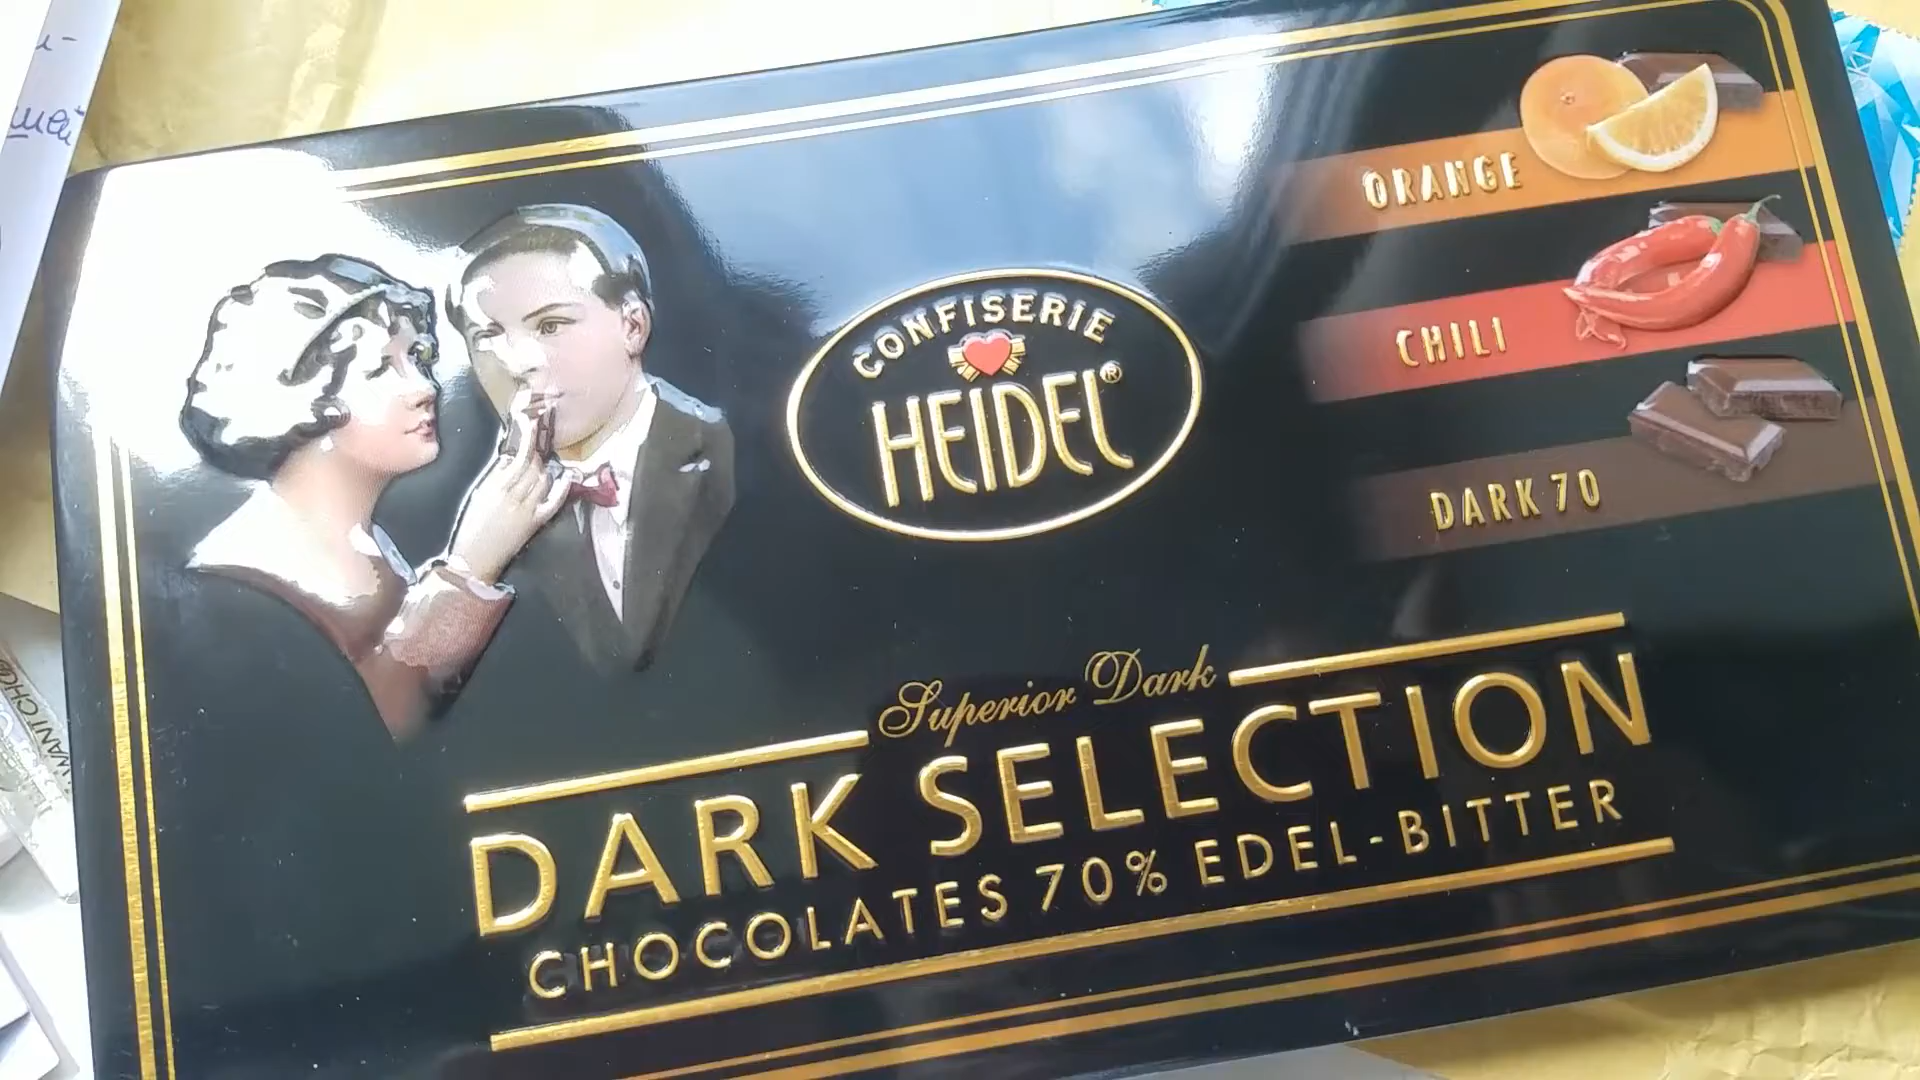 CONFISERIE
HEIDEL®
ORANGE
CHILI
DARK 70
Superior Dark
DARK SELECTION
CHOCOLATES 70% EDEL-BITTER